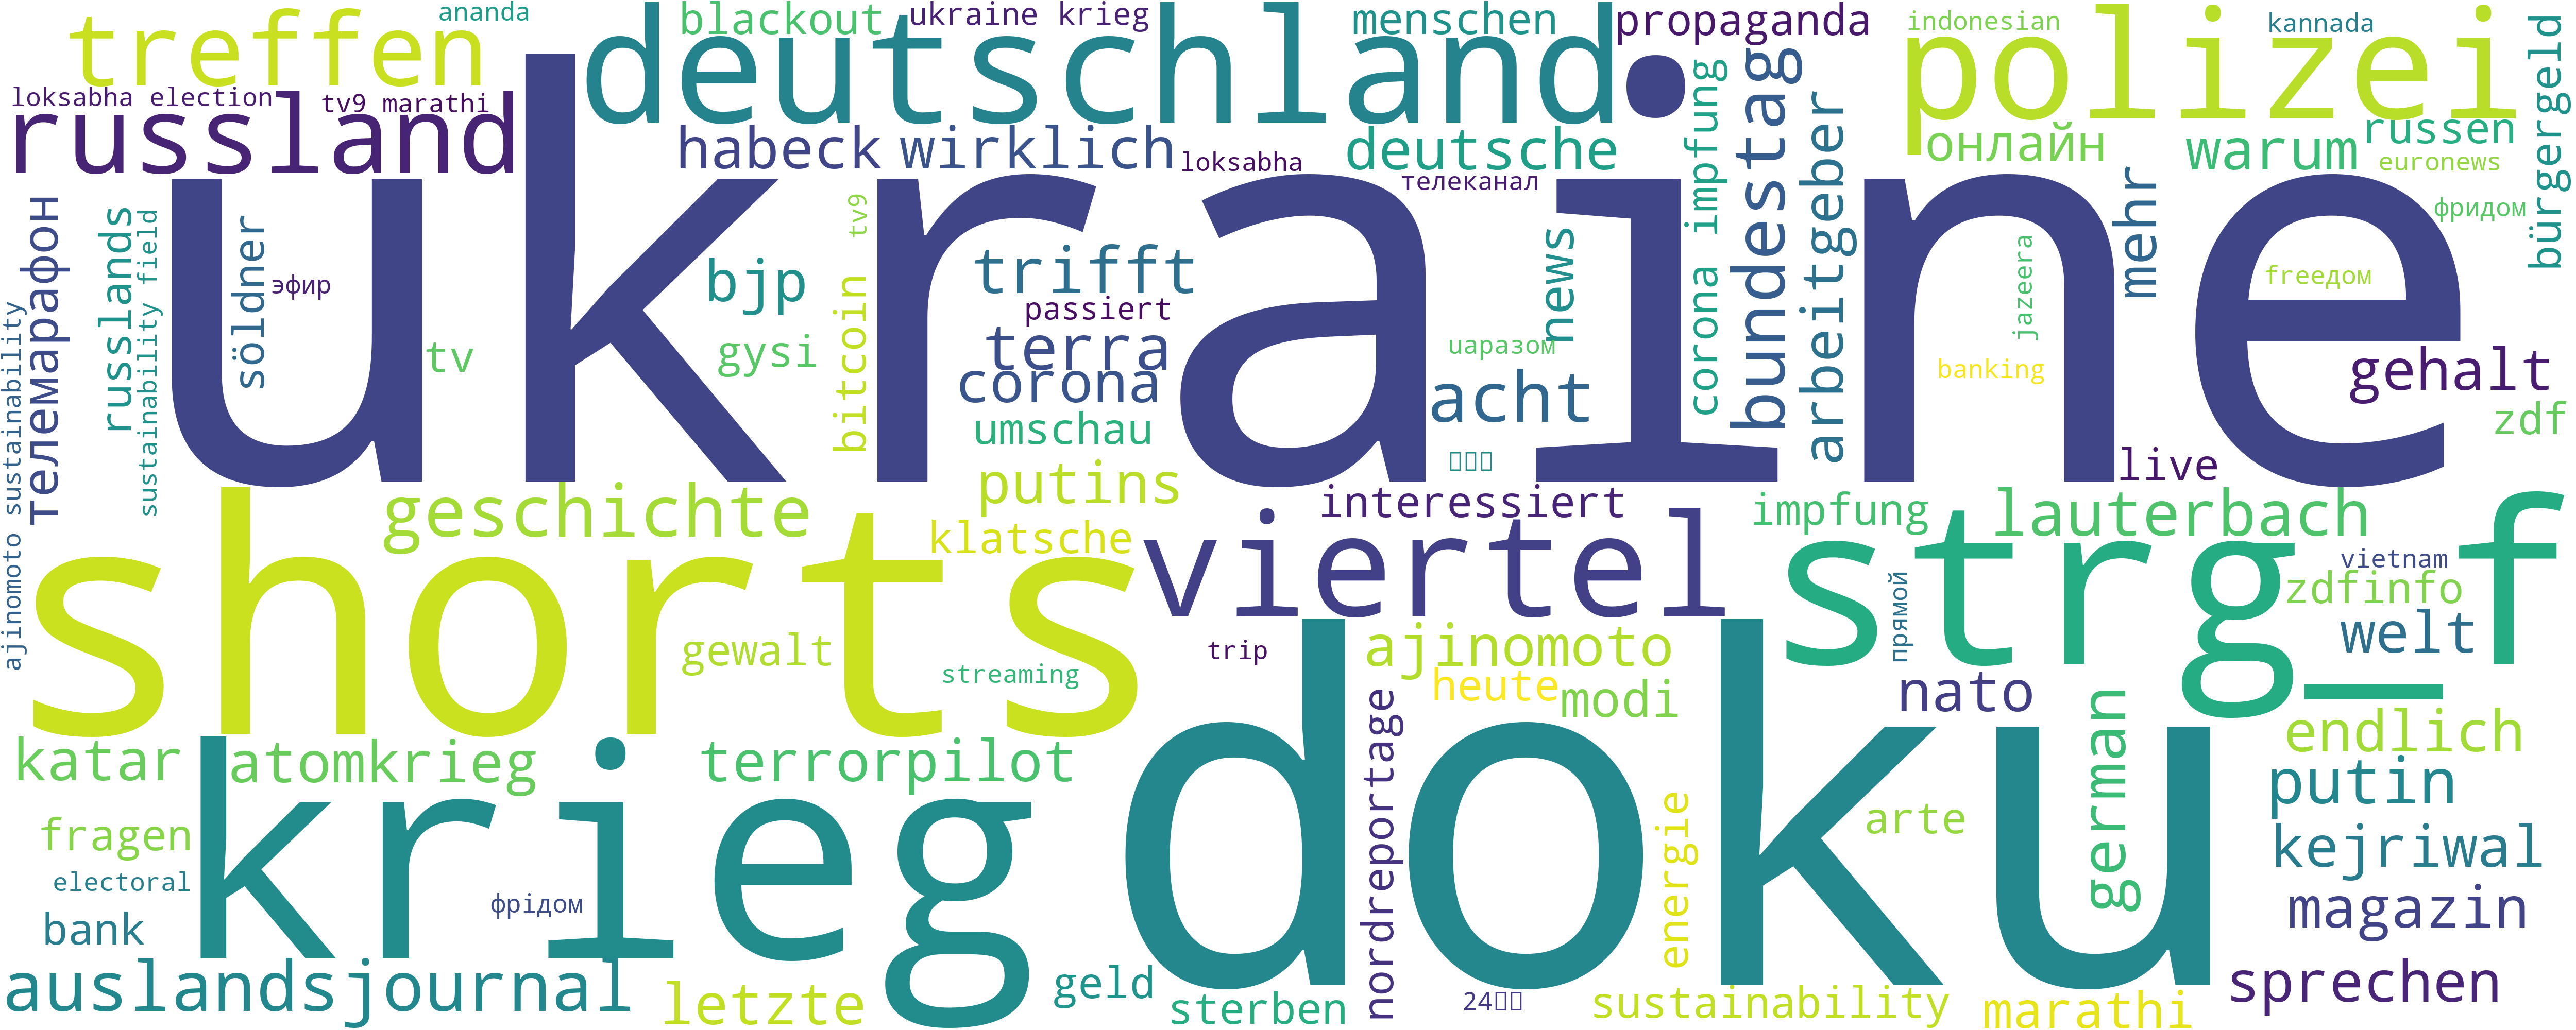 ananda
blackout
ukraine krieg
menschen
propaganda
indonesian
kannada
treffen
deutschland
polizei
bürgergeld
loksabha election
tv9 marathi
russland
habeck
wirklich
loksabha
deutsche
corona impfung
bundestag
arbeitgeber
онлайн
warum
russen
euronews
телеканал
ukraine
фридом
mehr
телемарафон
russlands
sustainability field
söldner
эфир
tv9
bjp
trifft
news
jazeera
freeдом
passiert
tv
gysi
bitcoin
terra
corona
uаразом
banking
gehalt
acht
zdf
umschau
ajinomoto sustainability
live
putins
interessiert
geschichte
klatsche
viertel
impfung
lauterbach
shorts
strg_f
vietnam
zdfinfo
прямой
welt
gewalt
trip
ajinomoto
streaming
heute
modi
nato
german
endlich
katar
atomkrieg
terrorpilot
nordreportage
putin
krieg
doku
fragen
energie
arte
kejriwal
electoral
фрідом
bank
magazin
auslandsjournal
letzte
geld
sterben
24
sustainability
marathi
sprechen